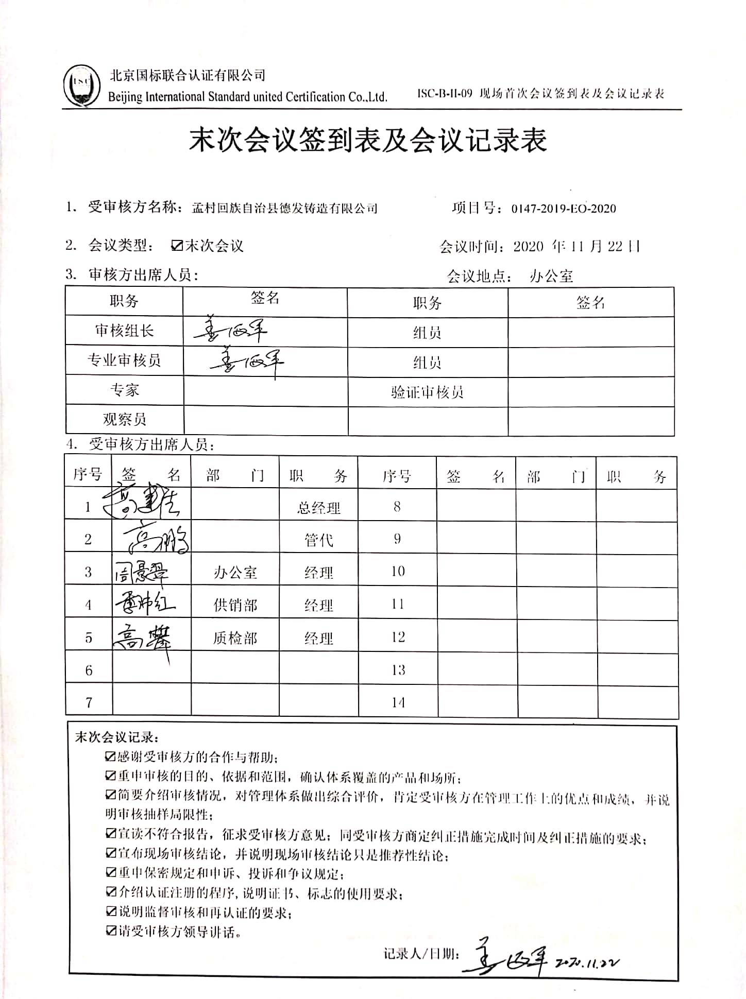 ISC
北京国标联合认证有限公司
Beijing International Standard united Certification Co.,Ltd.
ISC-B-II-09 现场首次会议签到表及会议记录表
末次会议签到表及会议记录表
1. 受审核方名称：孟村回族自治县德发铸造有限公司 项目号：0147-2019-EO-2020
2. 会议类型： ☑末次会议 会议时间：2020 年 11 月 22 日
3. 审核方出席人员： 会议地点： 办公室
职务 签名 职务 签名
审核组长 姜海军 组员
专业审核员 姜海军 组员
专家 验证审核员
观察员
4. 受审核方出席人员：
序号 签 名 部 门 职 务 序号 签 名 部 门 职 务
1 总经理 8
2 高鹏 管代 9
3 周景翠 办公室 经理 10
4 供销部 经理 11
5 高攀 质检部 经理 12
6 13
7 14
末次会议记录：
☑感谢受审核方的合作与帮助；
☑重申审核的目的、依据和范围，确认体系覆盖的产品和场所；
☑简要介绍审核情况，对管理体系做出综合评价，肯定受审核方在管理工作上的优点和成绩，并说
明审核抽样局限性；
☑宣读不符合报告，征求受审核方意见；同受审核方商定纠正措施完成时间及纠正措施的要求；
☑宣布现场审核结论，并说明现场审核结论只是推荐性结论；
☑重申保密规定和申诉、投诉和争议规定；
☑介绍认证注册的程序,说明证书、标志的使用要求；
☑说明监督审核和再认证的要求；
☑请受审核方领导讲话。
记录人/日期： 姜海军 2020.11.22